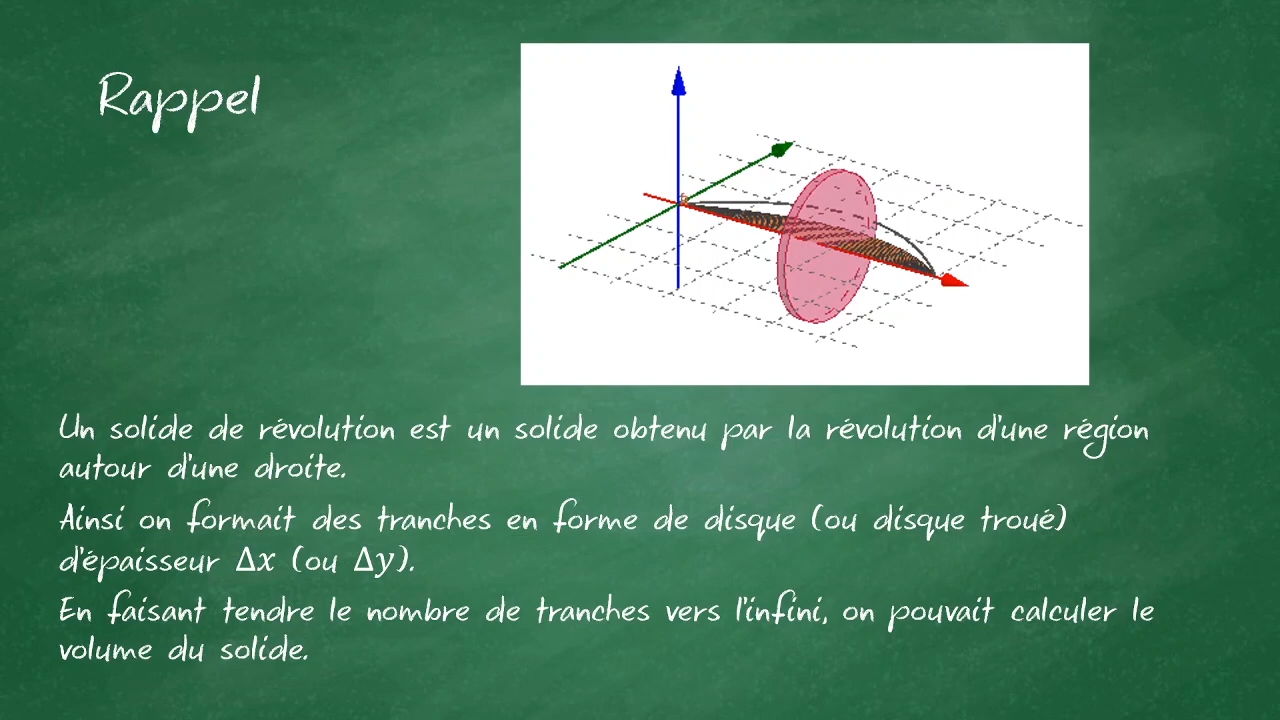 Rappel
Un solide de révolution est un solide obtenu par la révolution d'une région
autour d'une droite.
Ainsi on formait des tranches en forme de disque (ou disque troué)
d'épaisseur Δx (ou Δy).
En faisant tendre le nombre de tranches vers l'infini, on pouvait calculer le
volume du solide.